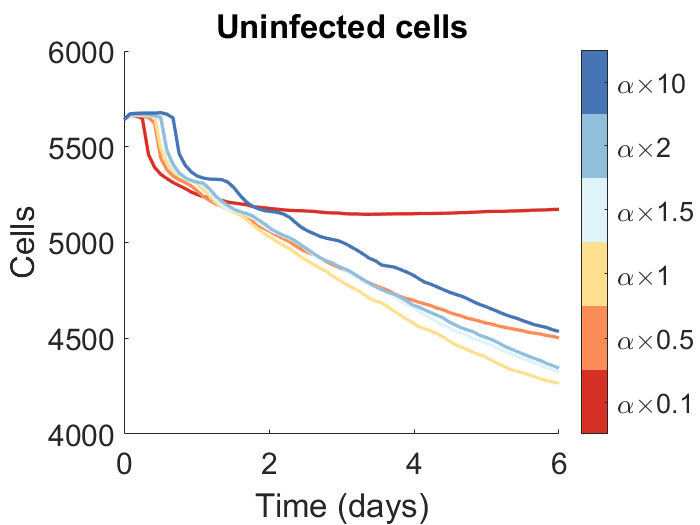 Uninfected cells
6000
5500
5000
4500
4000
Cells
0
2
4
6
Time (days)
α×10
α×2
α×1.5
α×1
α×0.5
α×0.1